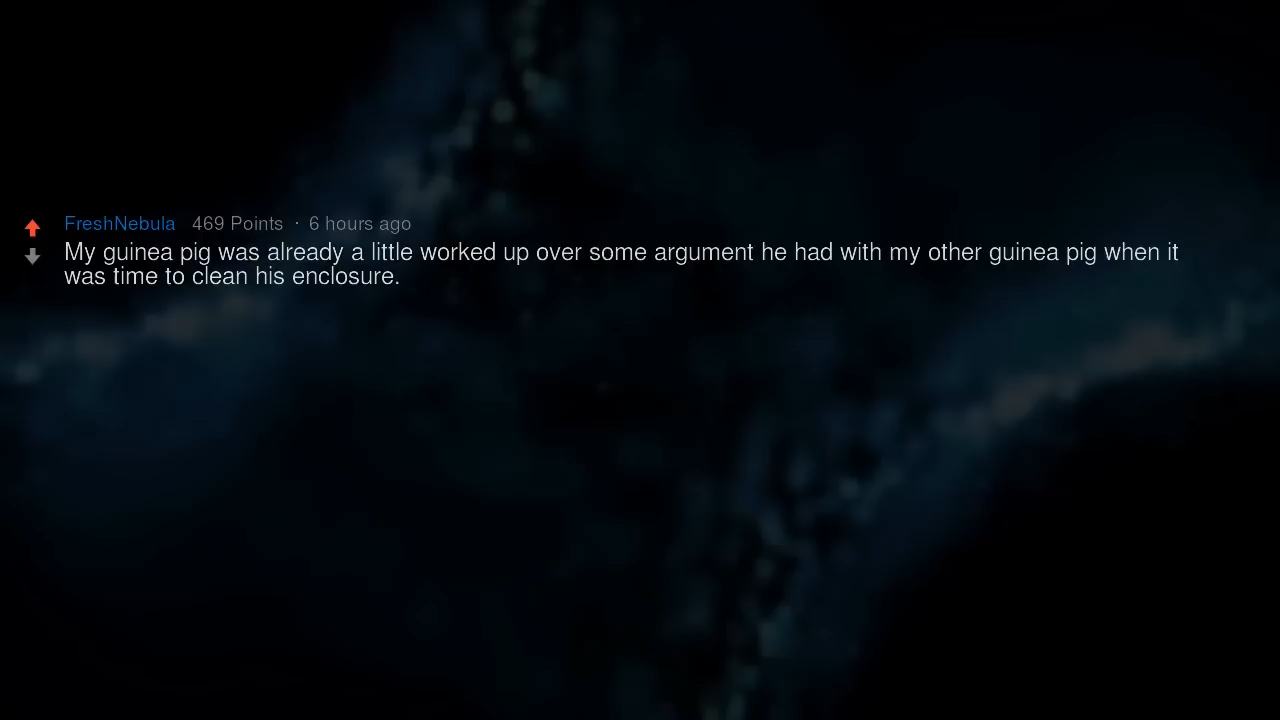 FreshNebula 469 Points · 6 hours ago
My guinea pig was already a little worked up over some argument he had with my other guinea pig when it
was time to clean his enclosure.